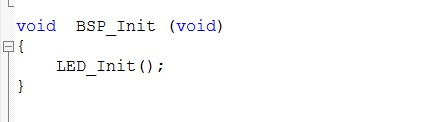 void  BSP_Init (void)
{
    LED_Init();
}